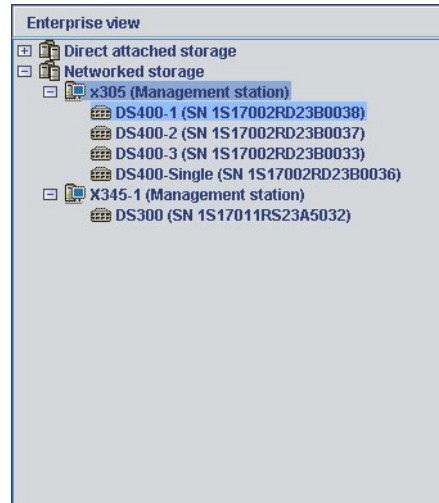 Enterprise view
Direct attached storage
Networked storage
x305 (Management station)
DS400-1 (SN 1S17002RD23B0038)
DS400-2 (SN 1S17002RD23B0037)
DS400-3 (SN 1S17002RD23B0033)
DS400-Single (SN 1S17002RD23B0036)
X345-1 (Management station)
DS300 (SN 1S17011RS23A5032)